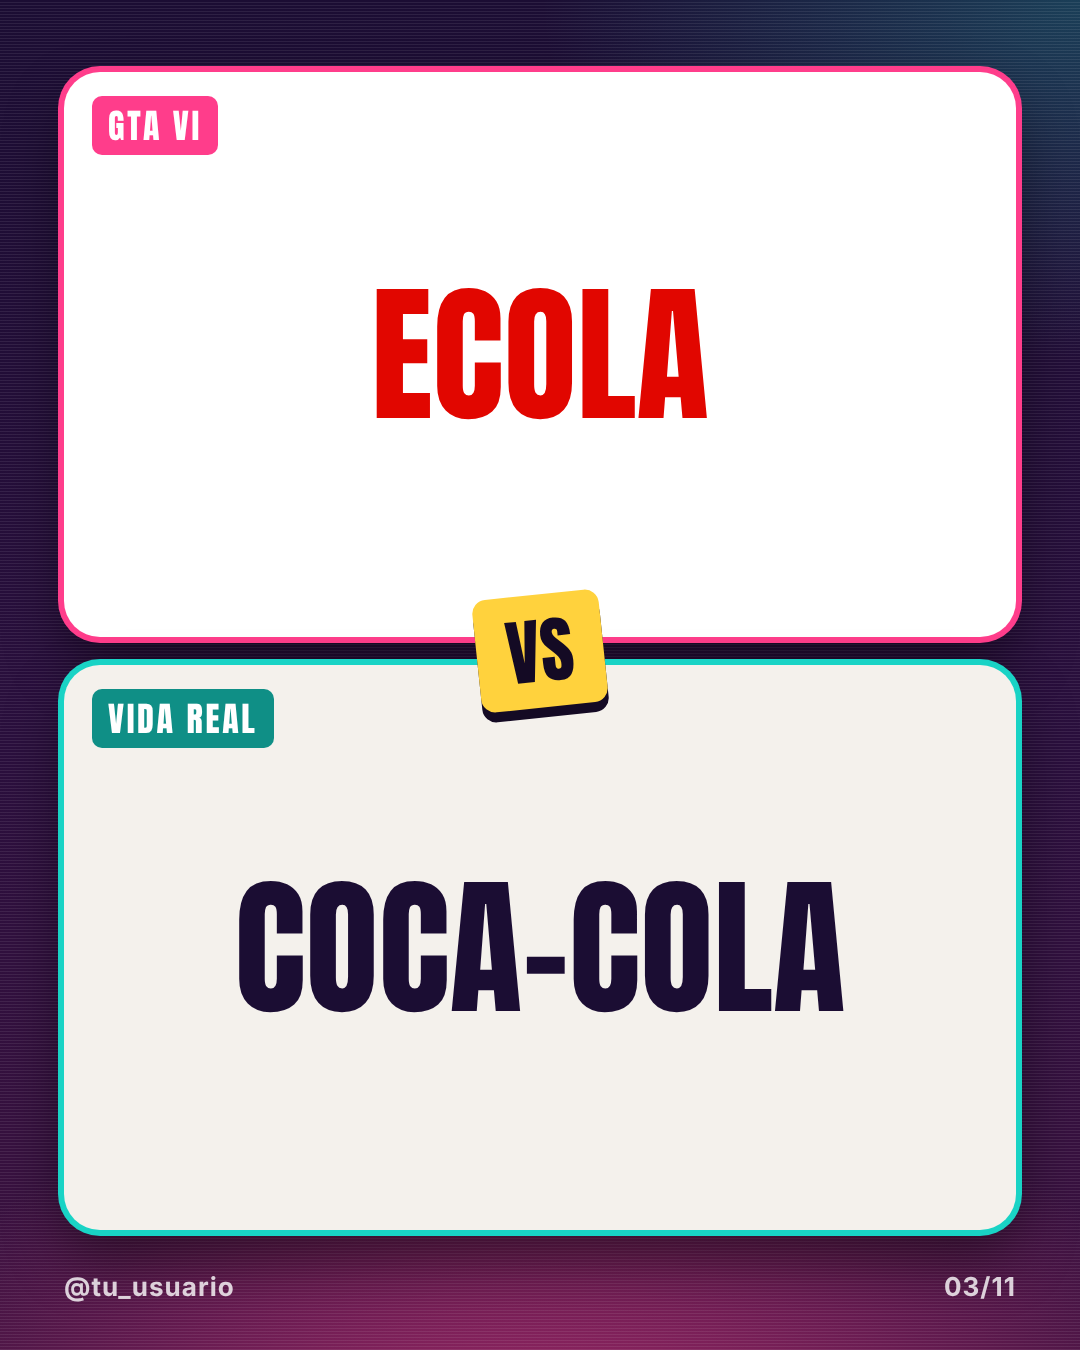 GTA VI
ECOLA
VS
VIDA REAL
COCA-COLA
@tu_usuario
03/11